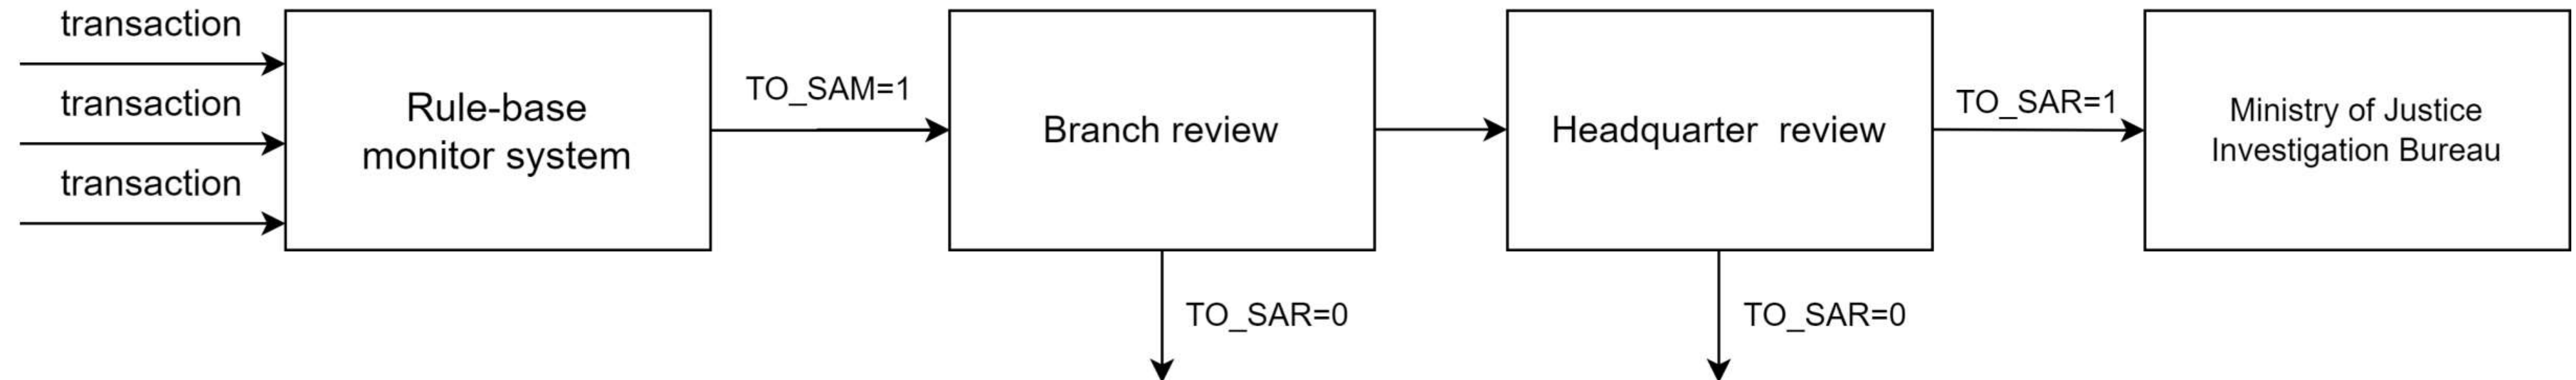 transaction
transaction
transaction
Rule-base
monitor system
TO_SAM=1
Branch review
TO_SAR=0
Headquarter review
TO_SAR=0
TO_SAR=1
Ministry of Justice
Investigation Bureau